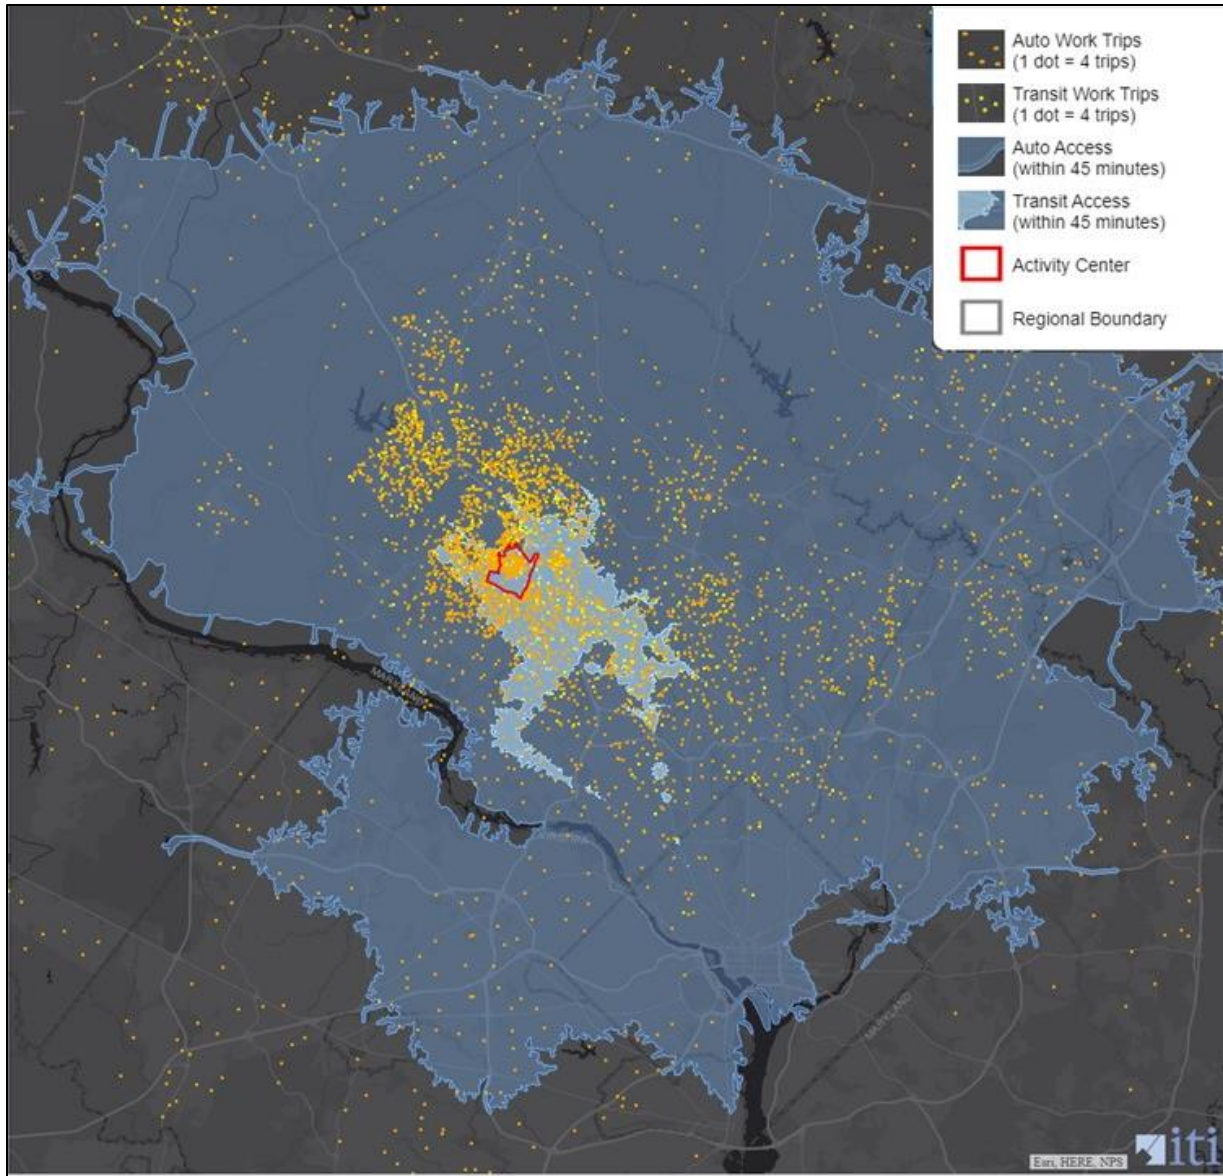 Auto Work Trips
(1 dot = 4 trips)
Transit Work Trips
(1 dot = 4 trips)
Auto Access
(within 45 minutes)
Transit Access
(within 45 minutes)
Activity Center
Regional Boundary
MARYLAND
MARYLAND
Esri, HERE, NPS
iti